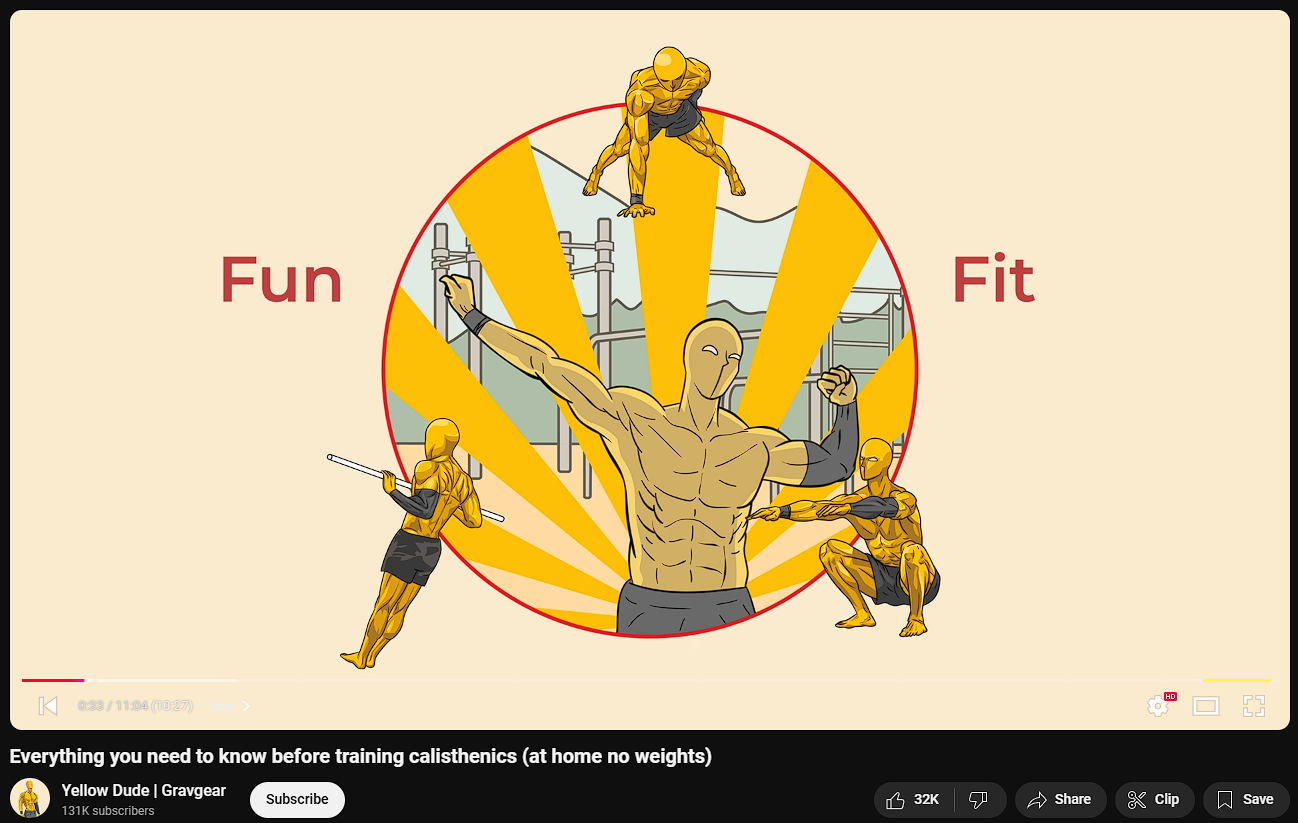 Fun
Fit
HD
0:33 / 11:04 (10:27)
Everything you need to know before training calisthenics (at home no weights)
Yellow Dude | Gravgear
131K subscribers
Subscribe
32K
Share
Clip
Save